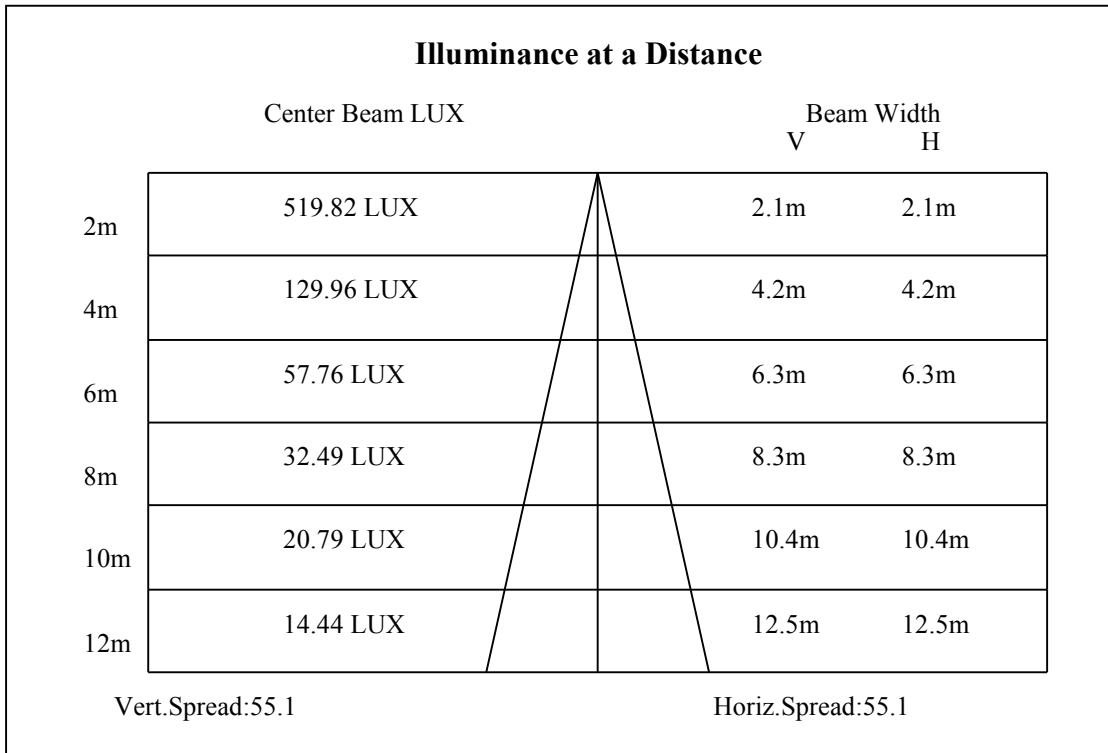 Illuminance at a Distance
Center Beam LUX Beam Width
V H
2m 519.82 LUX 2.1m 2.1m
4m 129.96 LUX 4.2m 4.2m
6m 57.76 LUX 6.3m 6.3m
8m 32.49 LUX 8.3m 8.3m
10m 20.79 LUX 10.4m 10.4m
12m 14.44 LUX 12.5m 12.5m
Vert.Spread:55.1 Horiz.Spread:55.1